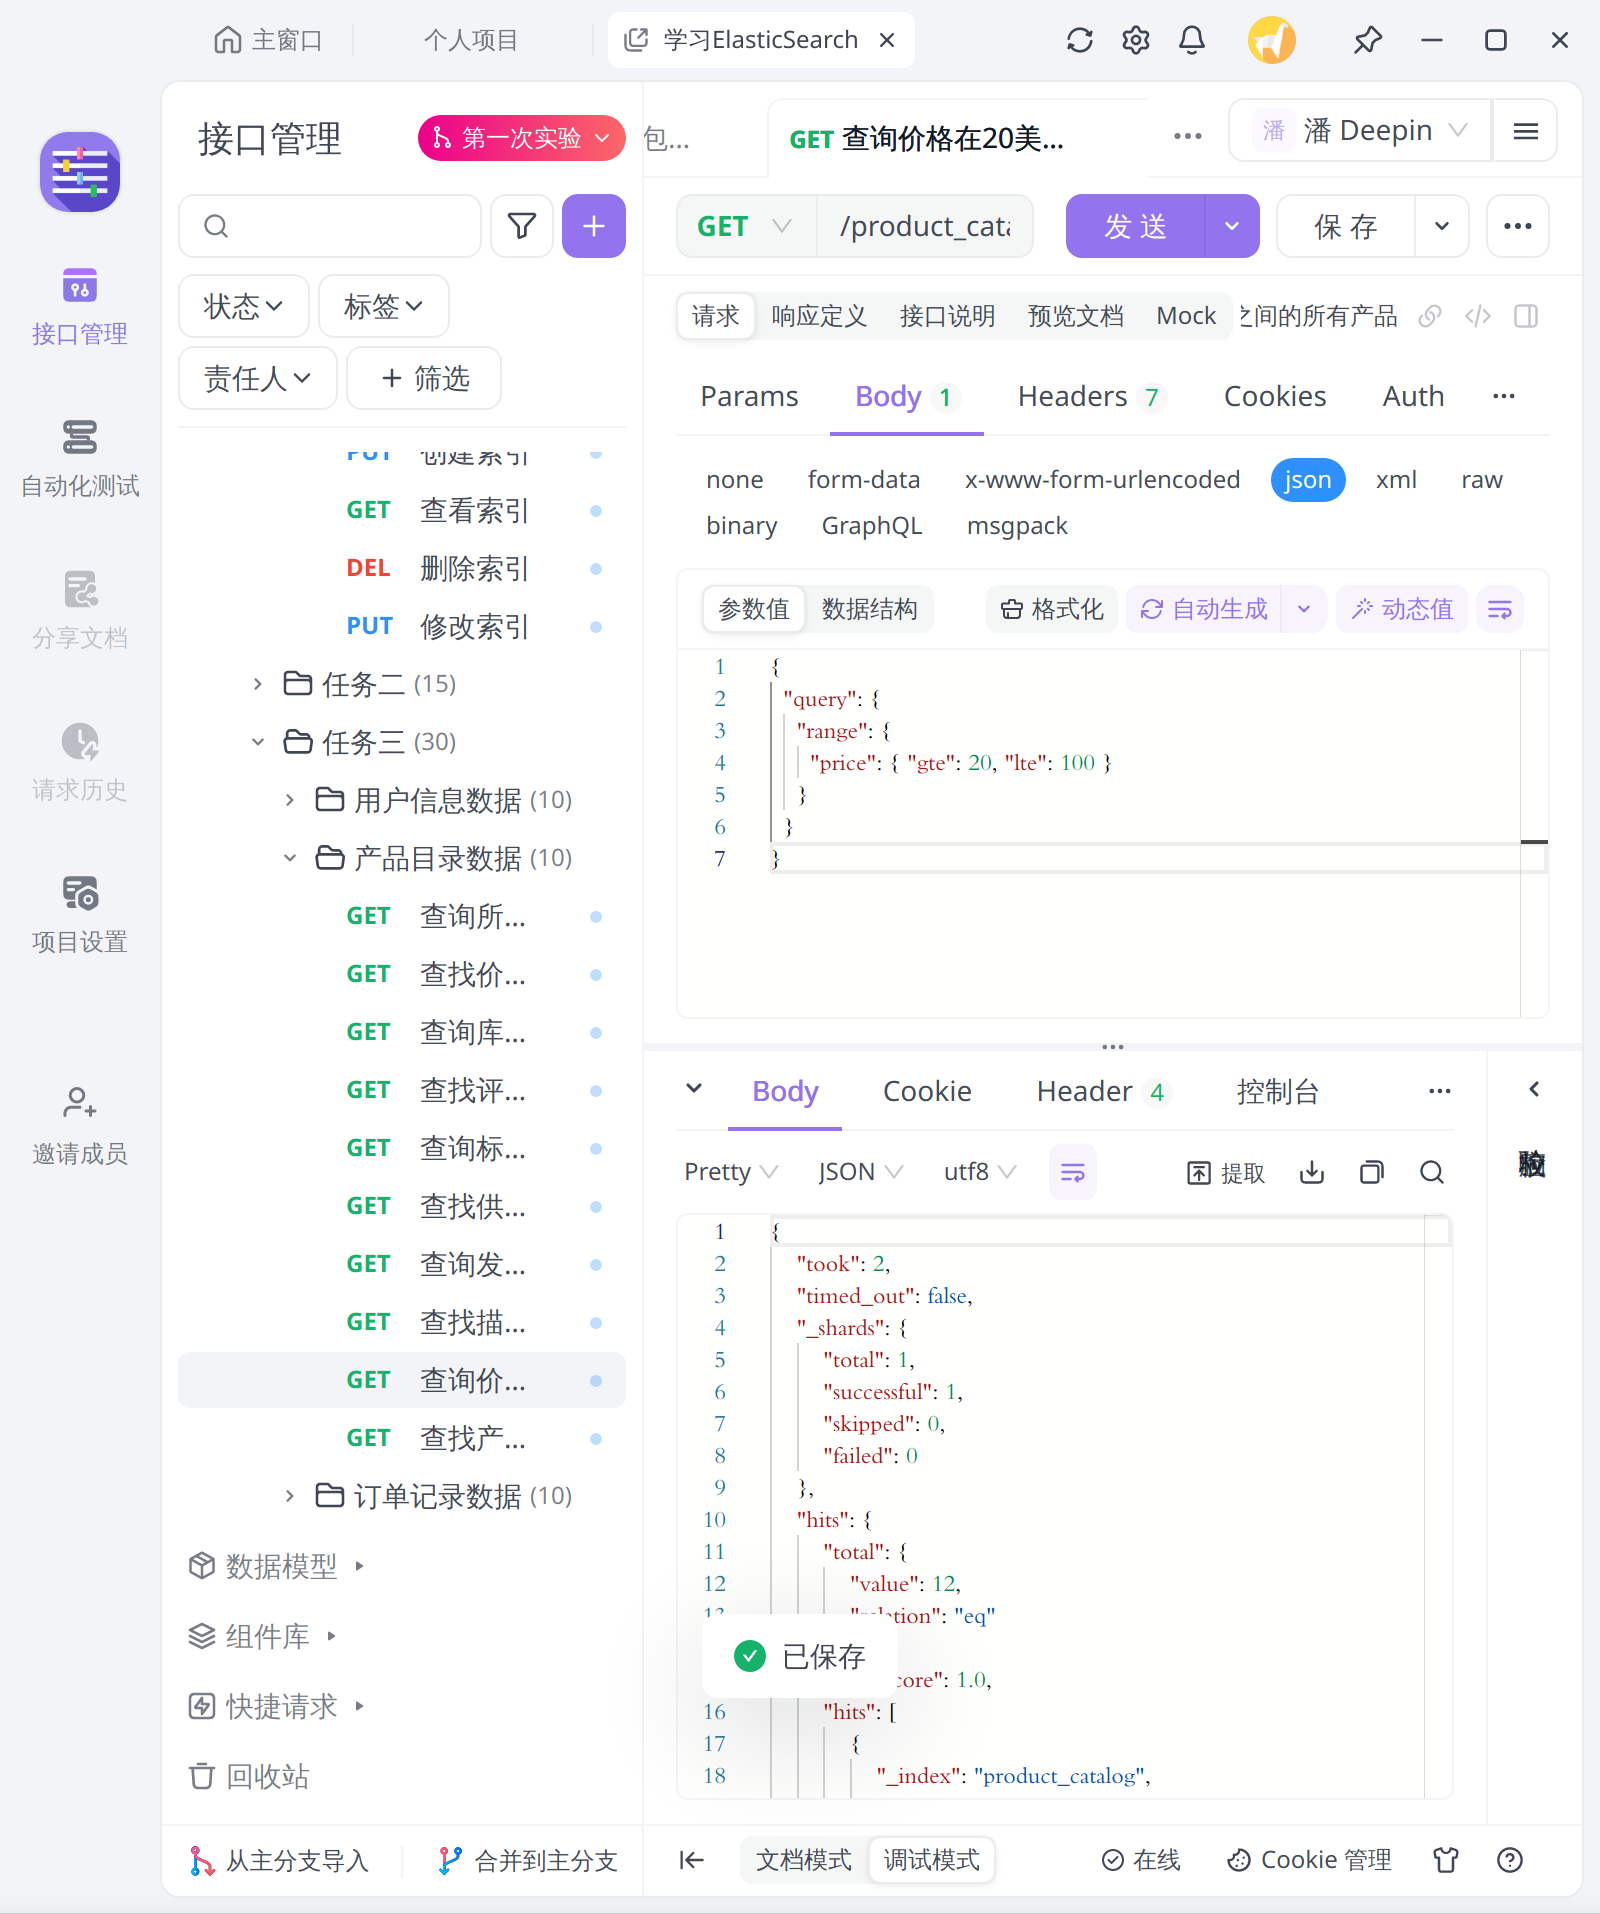 主窗口
个人项目
学习ElasticSearch
接口管理
自动化测试
分享文档
请求历史
项目设置
邀请成员
接口管理
第一次实验
状态
标签
责任人
筛选
PUT 创建索引
GET 查看索引
DEL 删除索引
PUT 修改索引
任务二 (15)
任务三 (30)
用户信息数据 (10)
产品目录数据 (10)
GET 查询所...
GET 查找价...
GET 查询库...
GET 查找评...
GET 查询标...
GET 查找供...
GET 查询发...
GET 查找描...
GET 查询价...
GET 查找产...
订单记录数据 (10)
数据模型
组件库
快捷请求
回收站
从主分支导入
合并到主分支
包...
GET 查询价格在20美...
潘 潘 Deepin
GET /product_cata
发 送
保 存
请求 响应定义 接口说明 预览文档 Mock 之间的所有产品
Params Body 1 Headers 7 Cookies Auth
none form-data x-www-form-urlencoded json xml raw
binary GraphQL msgpack
参数值 数据结构 格式化 自动生成 动态值
1 {
2 "query": {
3 "range": {
4 "price": { "gte": 20, "lte": 100 }
5 }
6 }
7 }
Body Cookie Header 4 控制台
Pretty JSON utf8 提取
1 {
2 "took": 2,
3 "timed_out": false,
4 "_shards": {
5 "total": 1,
6 "successful": 1,
7 "skipped": 0,
8 "failed": 0
9 },
10 "hits": {
11 "total": {
12 "value": 12,
13 "relation": "eq"
已保存
core": 1.0,
16 "hits": [
17 {
18 "_index": "product_catalog",
文档模式 调试模式
在线
Cookie 管理